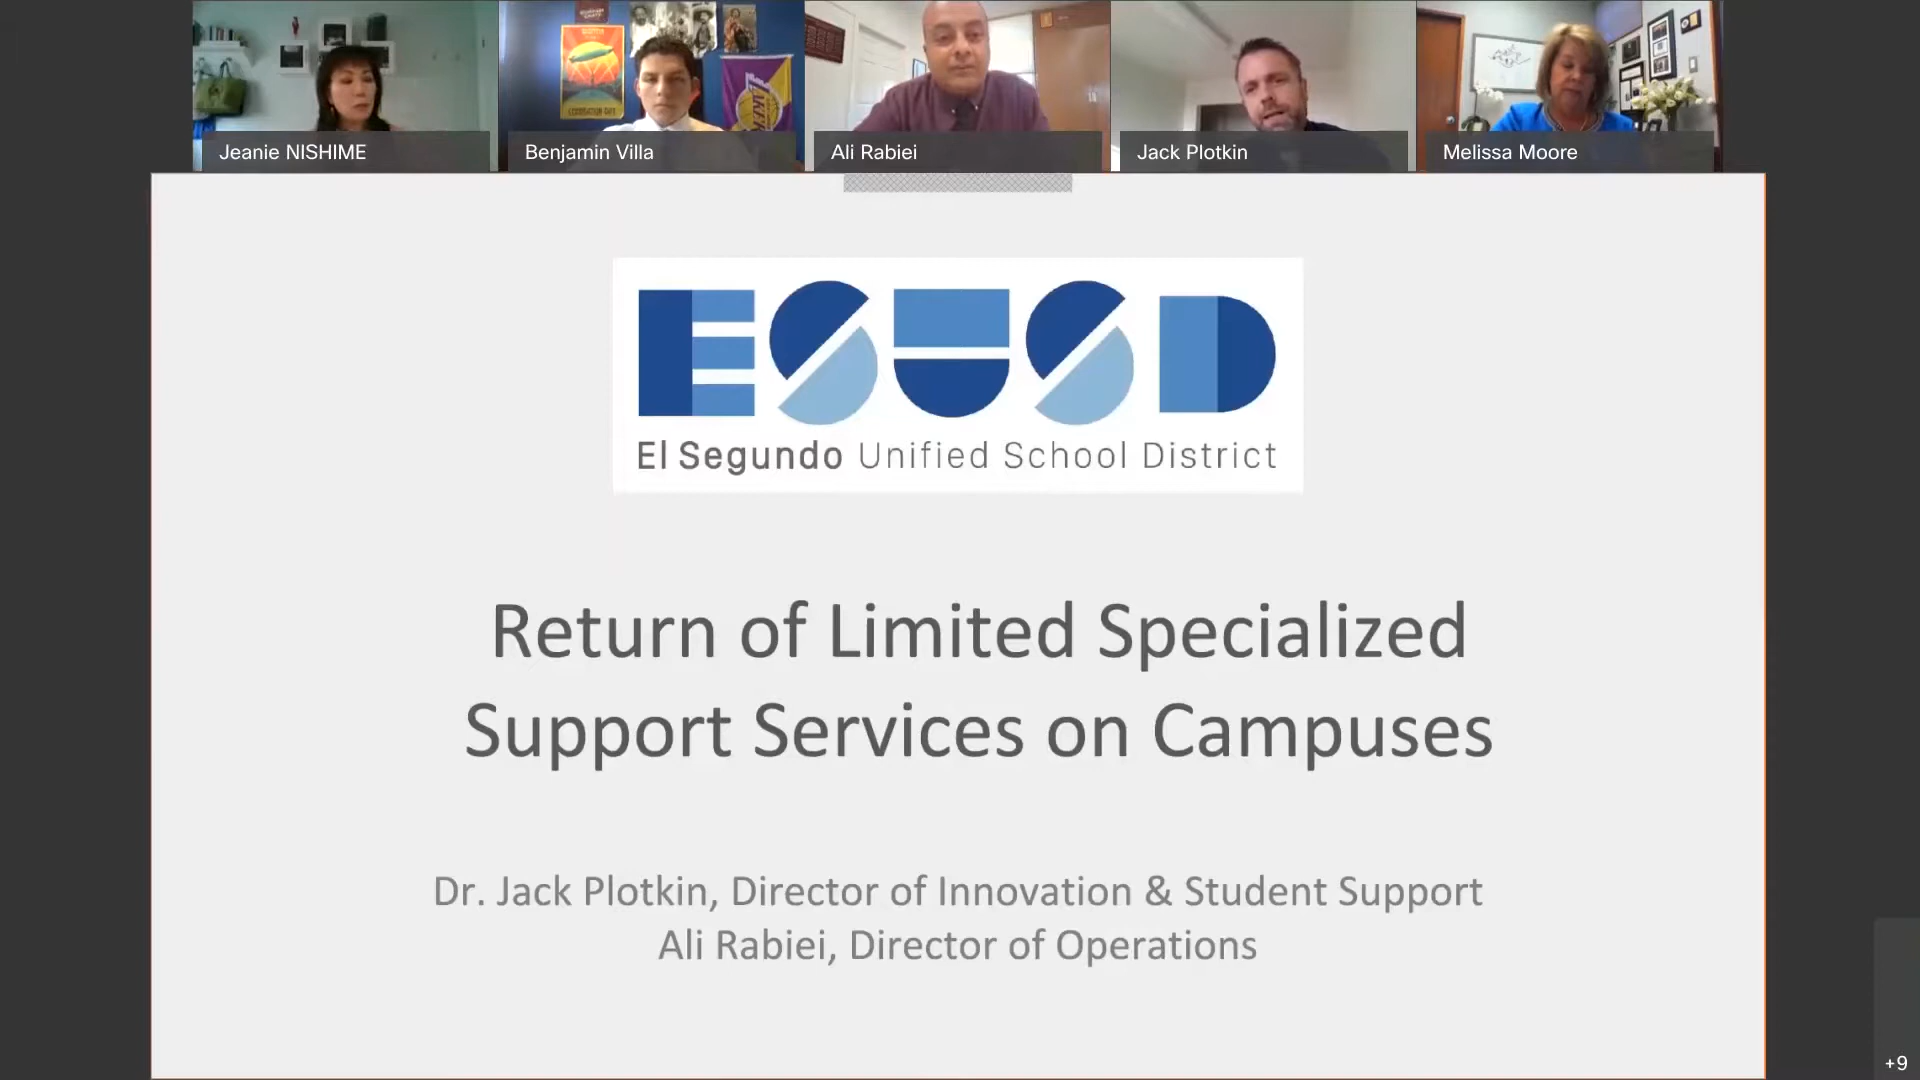 Jeanie NISHIME
Benjamin Villa
Ali Rabiei
Jack Plotkin
Melissa Moore
ESUSD
El Segundo Unified School District
Return of Limited Specialized
Support Services on Campuses
Dr. Jack Plotkin, Director of Innovation & Student Support
Ali Rabiei, Director of Operations
+9